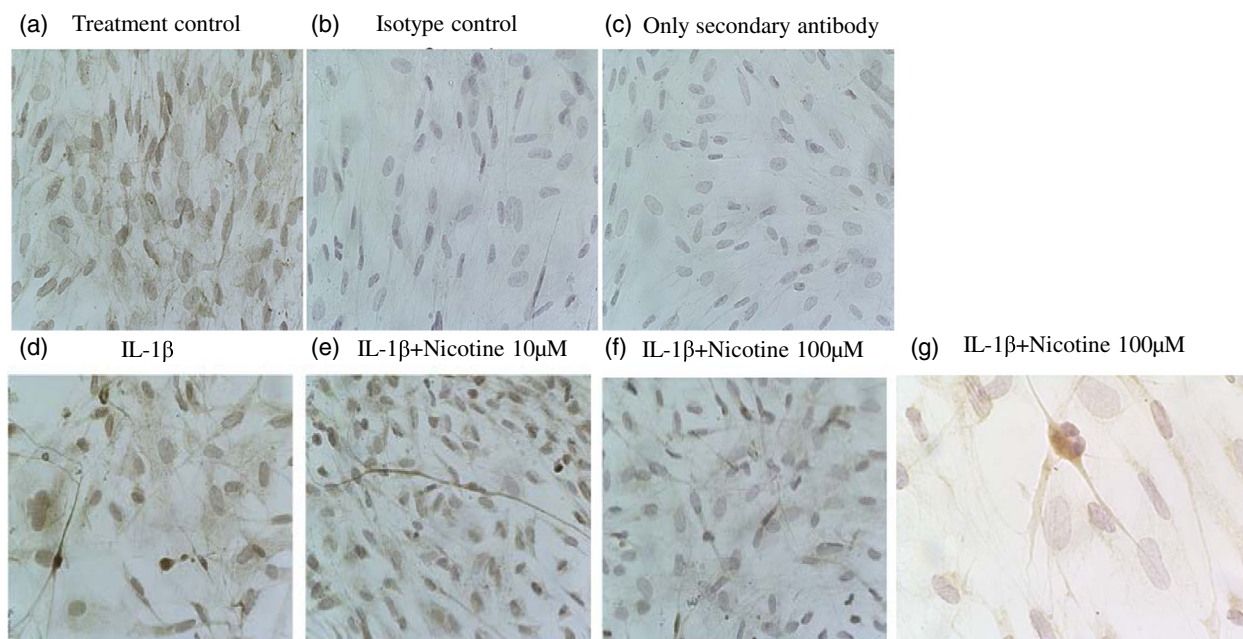 (a) Treatment control
(b) Isotype control
(c) Only secondary antibody
(d) IL-1β
(e) IL-1β+Nicotine 10μM
(f) IL-1β+Nicotine 100μM
(g) IL-1β+Nicotine 100μM